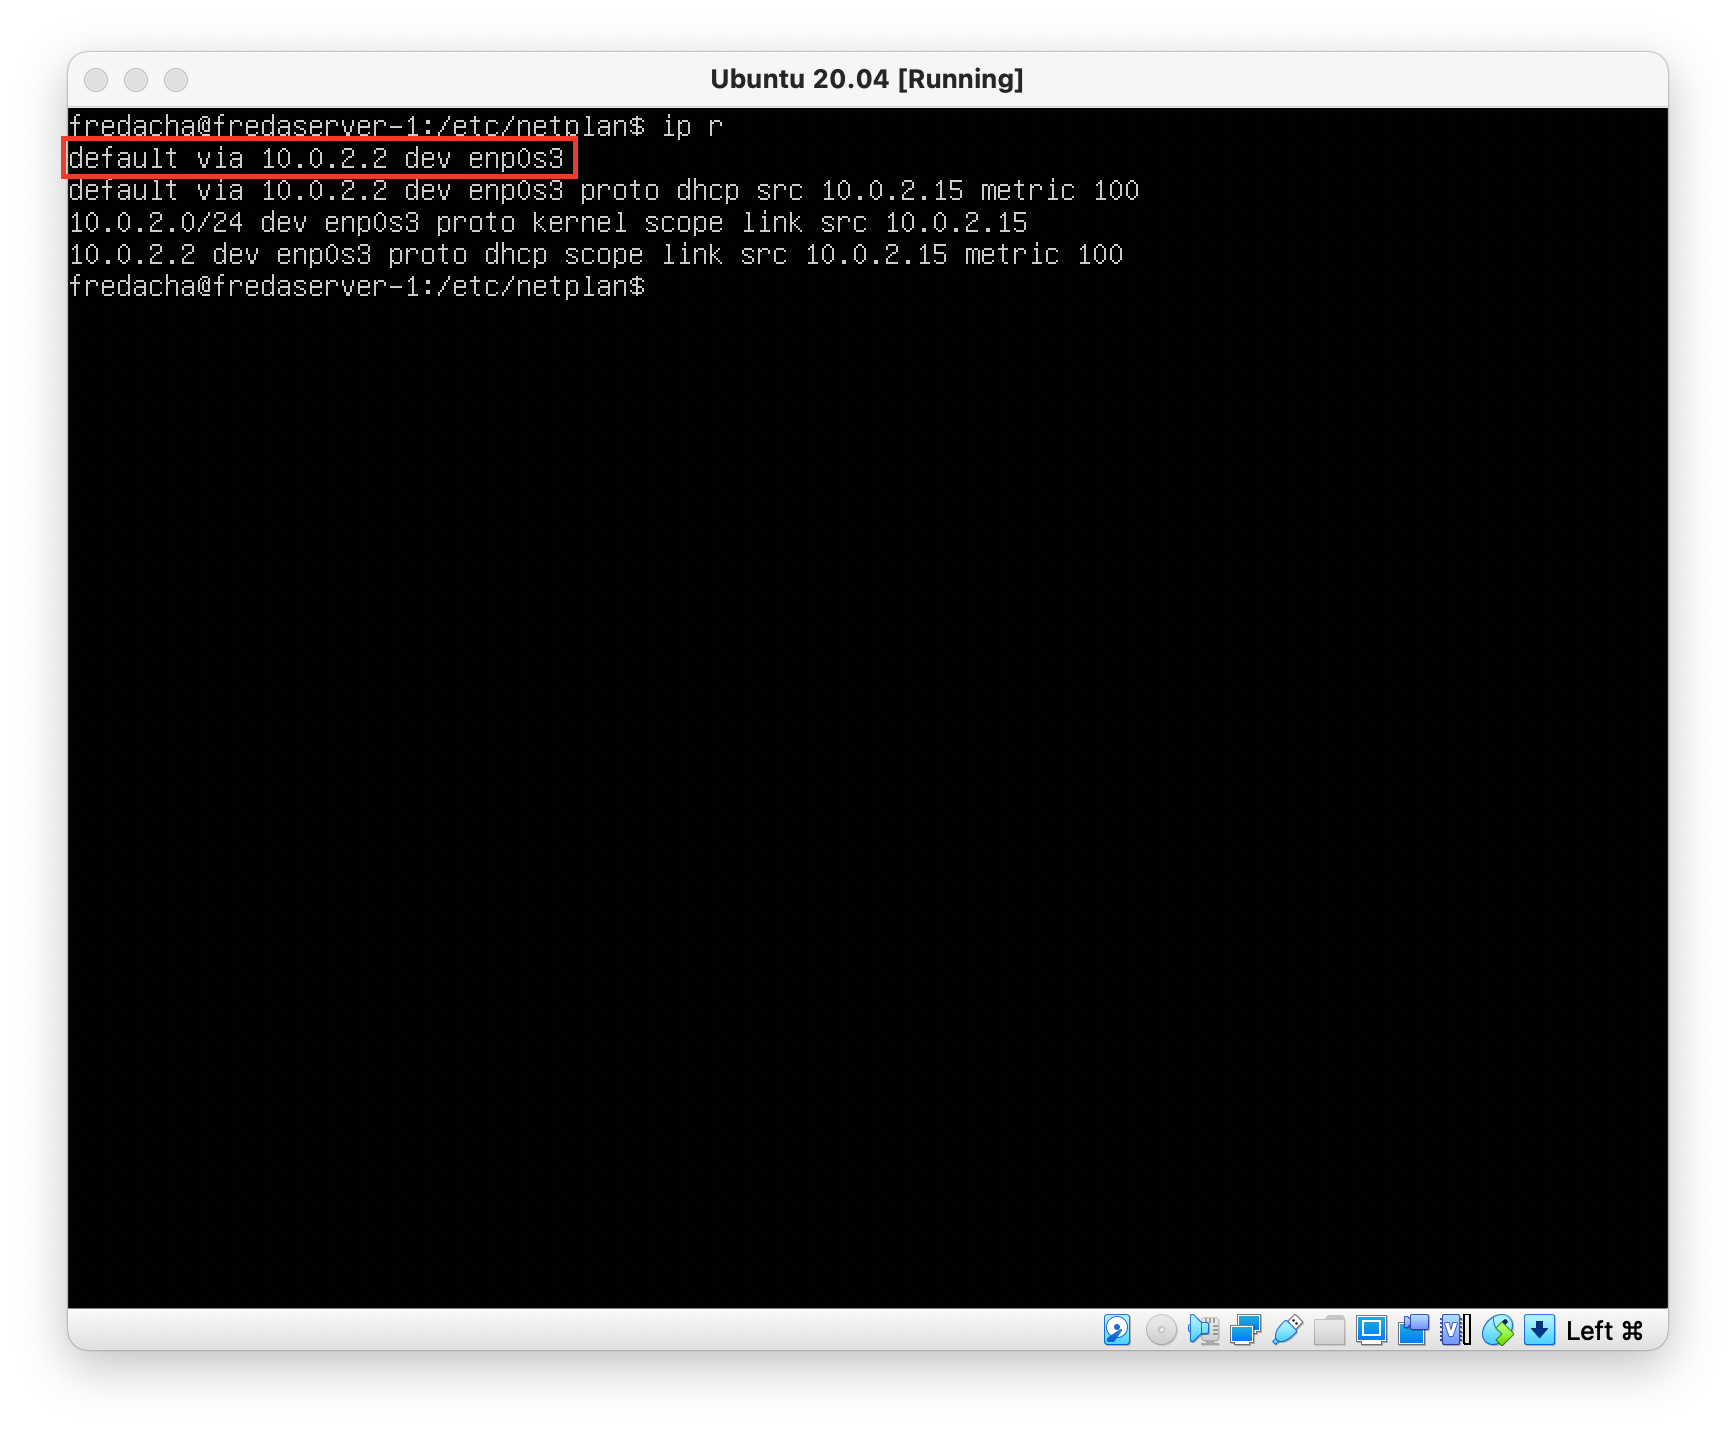 Ubuntu 20.04 [Running]
fredacha@fredaserver-1:/etc/netplan$ ip r
default via 10.0.2.2 dev enp0s3
default via 10.0.2.2 dev enp0s3 proto dhcp src 10.0.2.15 metric 100
10.0.2.0/24 dev enp0s3 proto kernel scope link src 10.0.2.15
10.0.2.2 dev enp0s3 proto dhcp scope link src 10.0.2.15 metric 100
fredacha@fredaserver-1:/etc/netplan$
Left ⌘